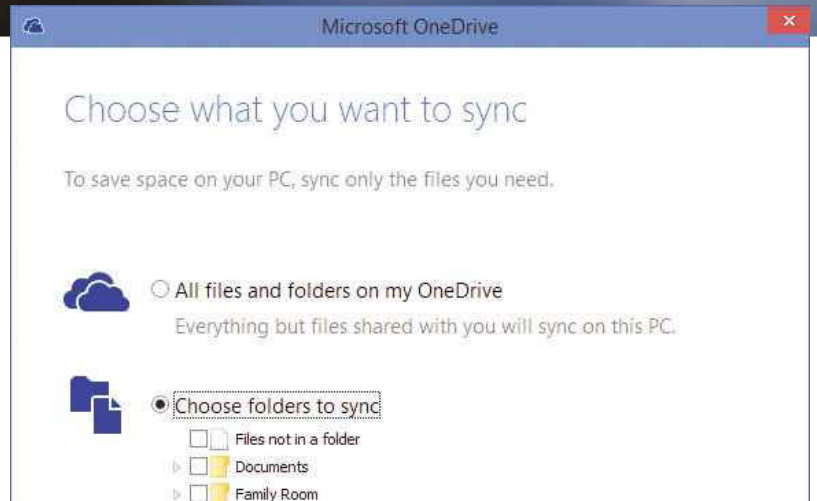 Microsoft OneDrive
Choose what you want to sync
To save space on your PC, sync only the files you need.
All files and folders on my OneDrive
Everything but files shared with you will sync on this PC.
Choose folders to sync
Files not in a folder
Documents
Family Room